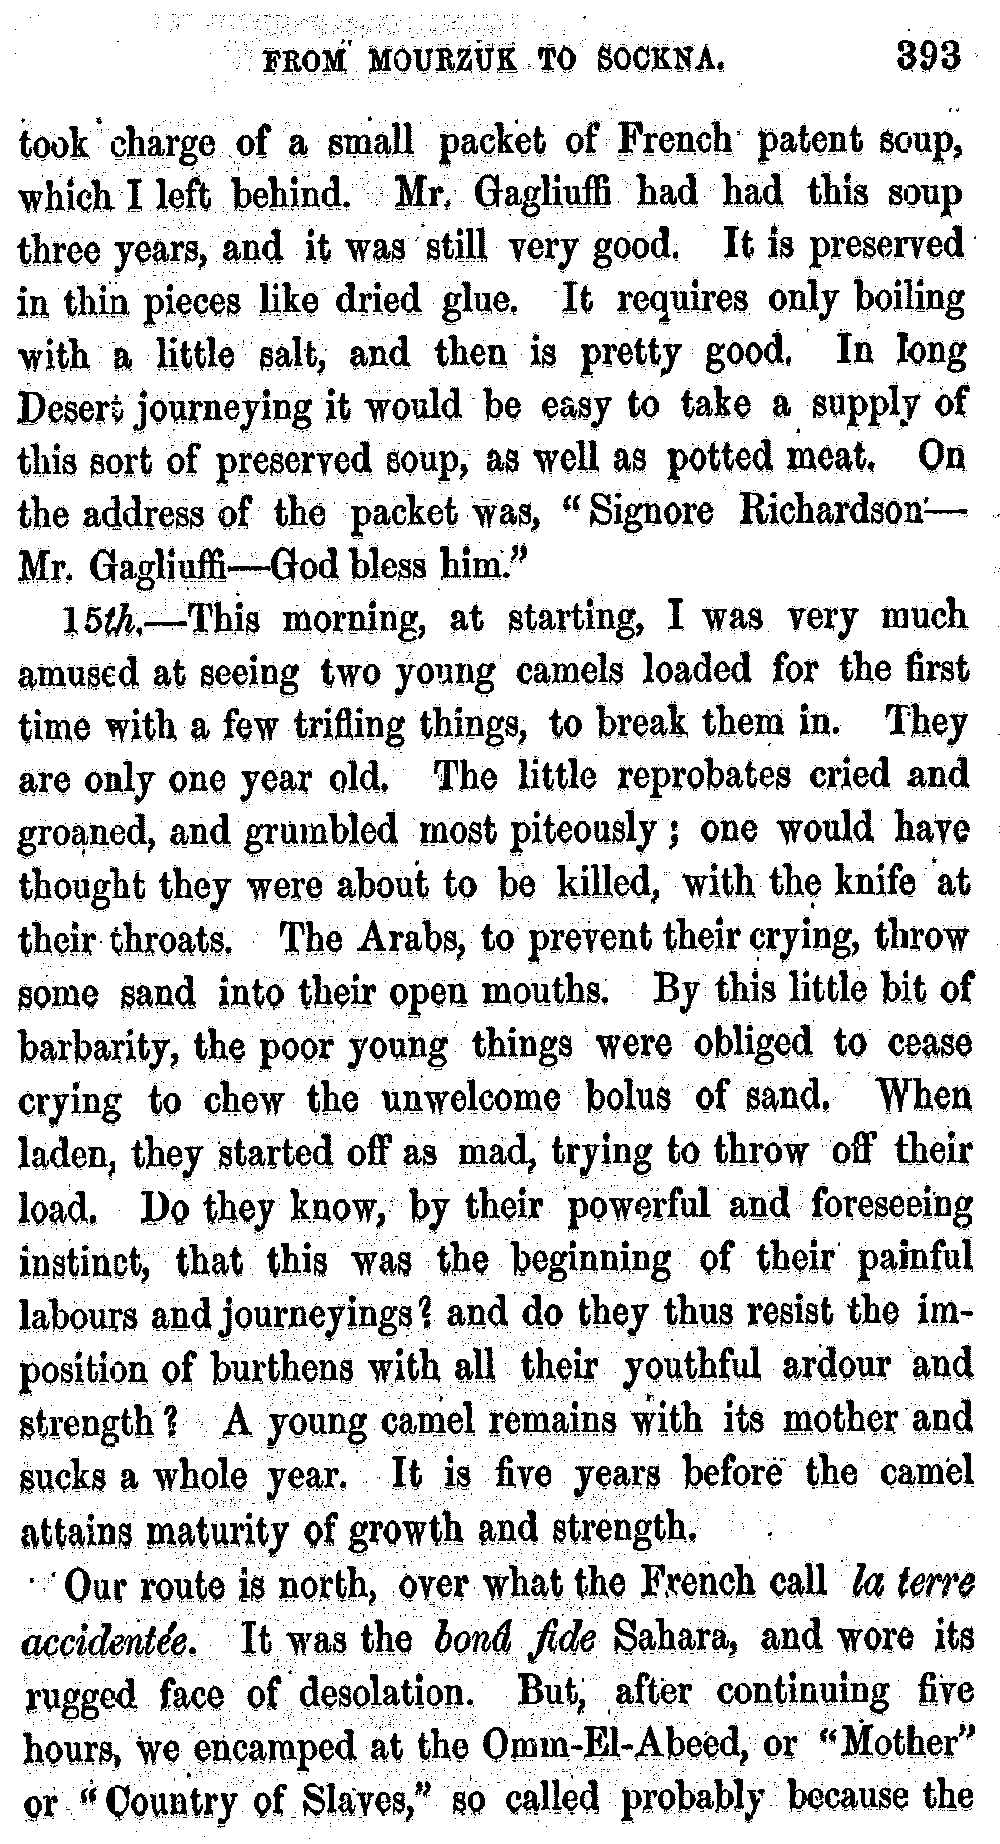 FROM MOURZUK TO SOCKNA. 393
took charge of a small packet of French patent soup,
which I left behind. Mr. Gagliuffi had had this soup
three years, and it was still very good. It is preserved
in thin pieces like dried glue. It requires only boiling
with a little salt, and then is pretty good. In long
Desert journeying it would be easy to take a supply of
this sort of preserved soup, as well as potted meat. On
the address of the packet was, “Signore Richardson—
Mr. Gagliuffi—God bless him.”
15th.—This morning, at starting, I was very much
amused at seeing two young camels loaded for the first
time with a few trifling things, to break them in. They
are only one year old. The little reprobates cried and
groaned, and grumbled most piteously; one would have
thought they were about to be killed, with the knife at
their throats. The Arabs, to prevent their crying, throw
some sand into their open mouths. By this little bit of
barbarity, the poor young things were obliged to cease
crying to chew the unwelcome bolus of sand. When
laden, they started off as mad, trying to throw off their
load. Do they know, by their powerful and foreseeing
instinct, that this was the beginning of their painful
labours and journeyings? and do they thus resist the im-
position of burthens with all their youthful ardour and
strength? A young camel remains with its mother and
sucks a whole year. It is five years before the camel
attains maturity of growth and strength.
Our route is north, over what the French call la terre
accidentée. It was the bonâ fide Sahara, and wore its
rugged face of desolation. But, after continuing five
hours, we encamped at the Omm-El-Abeed, or “Mother”
or “Country of Slaves,” so called probably because the